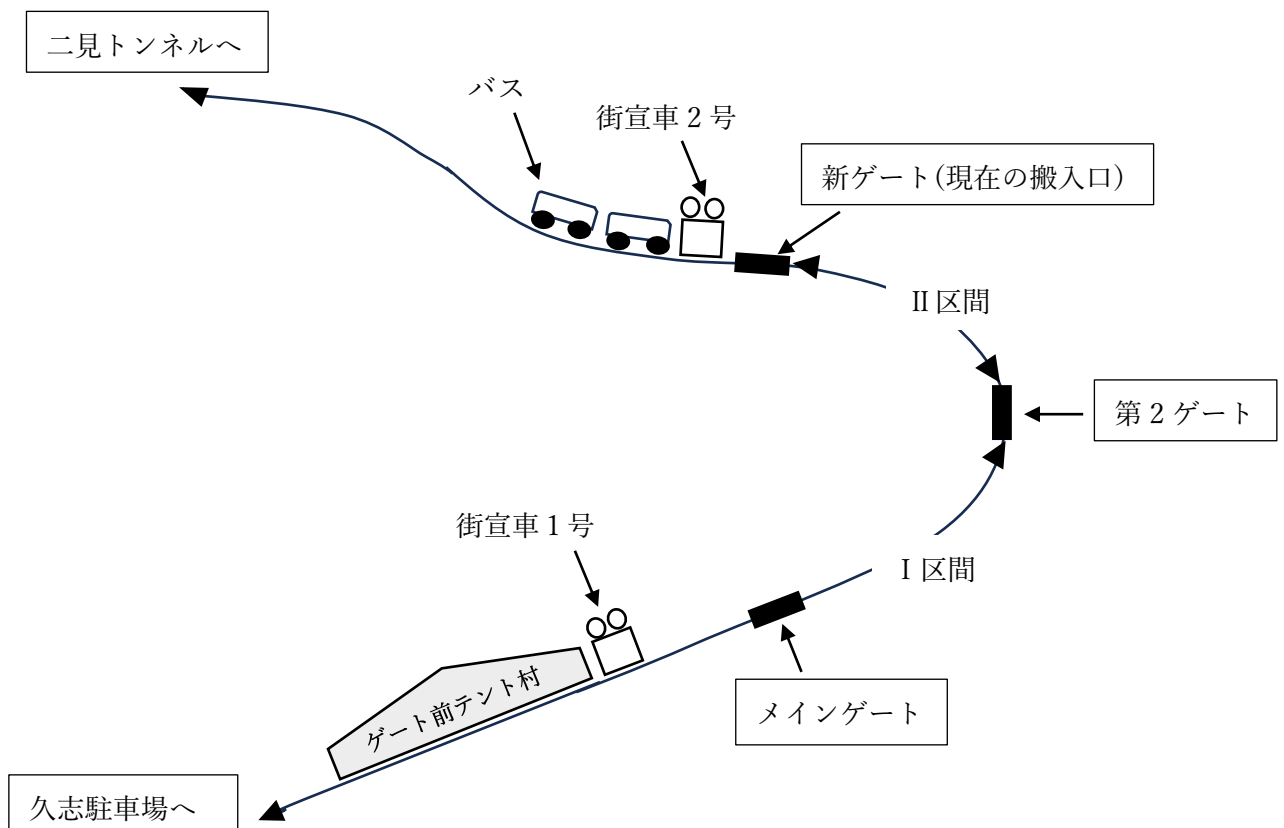 二見トンネルへ
バス
街宣車2号
新ゲート(現在の搬入口)
Ⅱ区間
第2ゲート
街宣車1号
Ⅰ区間
ゲート前テント村
メインゲート
久志駐車場へ